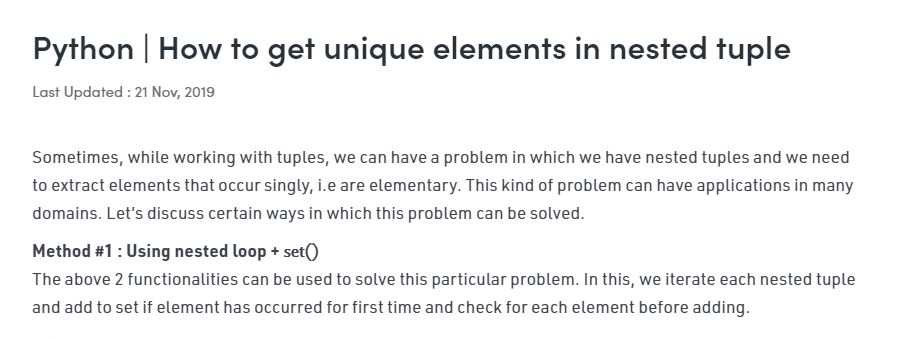 Python | How to get unique elements in nested tuple
Last Updated : 21 Nov, 2019
Sometimes, while working with tuples, we can have a problem in which we have nested tuples and we need
to extract elements that occur singly, i.e are elementary. This kind of problem can have applications in many
domains. Let’s discuss certain ways in which this problem can be solved.
Method #1 : Using nested loop + set()
The above 2 functionalities can be used to solve this particular problem. In this, we iterate each nested tuple
and add to set if element has occurred for first time and check for each element before adding.